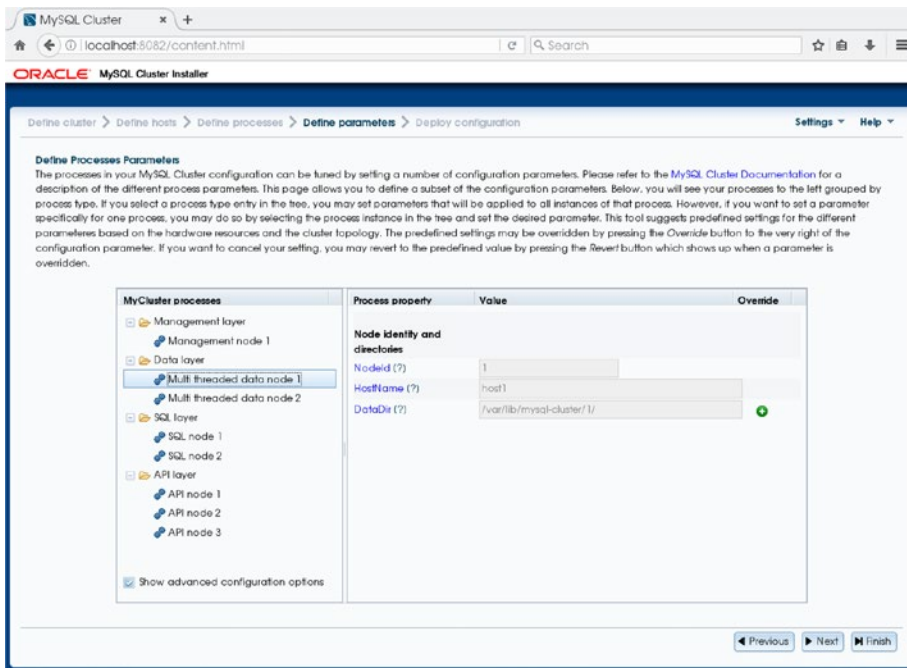 MySQL Cluster
localhost:8082/content.html
Search
ORACLE MySQL Cluster Installer
Define cluster Define hosts Define processes Define parameters Deploy configuration
Settings Help
Define Processes Parameters
The processes in your MySQL Cluster configuration can be tuned by setting a number of configuration parameters. Please refer to the MySQL Cluster Documentation for a
description of the different process parameters. This page allows you to define a subset of the configuration parameters. Below, you will see your processes to the left grouped by
process type. If you select a process type entry in the tree, you may set parameters that will be applied to all instances of that process. However, if you want to set a parameter
specifically for one process, you may do so by selecting the process instance in the tree and set the desired parameter. This tool suggests predefined settings for the different
parameteres based on the hardware resources and the cluster topology. The predefined settings may be overridden by pressing the Override button to the very right of the
configuration parameter. If you want to cancel your setting, you may revert to the predefined value by pressing the Revert button which shows up when a parameter is
overridden.
MyCluster processes
Management layer
Management node 1
Data layer
Multi threaded data node 1
Multi threaded data node 2
SQL layer
SQL node 1
SQL node 2
API layer
API node 1
API node 2
API node 3
Show advanced configuration options
Process property Value Override
Node identity and
directories
NodeId (?) 1
HostName (?) host1
DataDir (?) /var/lib/mysql-cluster/1/
Previous Next Finish